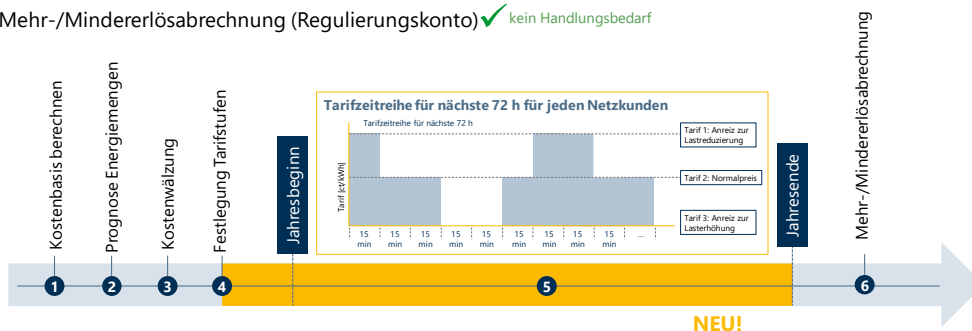 Mehr-/Mindererlösabrechnung (Regulierungskonto)
kein Handlungsbedarf
Kostenbasis berechnen
Prognose Energiemengen
Kostenwälzung
Festlegung Tarifstufen
Jahresbeginn
Tarifzeitreihe für nächste 72 h für jeden Netzkunden
Tarifzeitreihe für nächste 72 h
Tarif [ct/kWh]
Tarif 1: Anreiz zur
Lastreduzierung
Tarif 2: Normalpreis
Tarif 3: Anreiz zur
Lasterhöhung
15 15 15 15 15 15 15 15 15 ...
min min min min min min min min min
Jahresende
Mehr-/Mindererlösabrechnung
1 2 3 4 5 6
NEU!